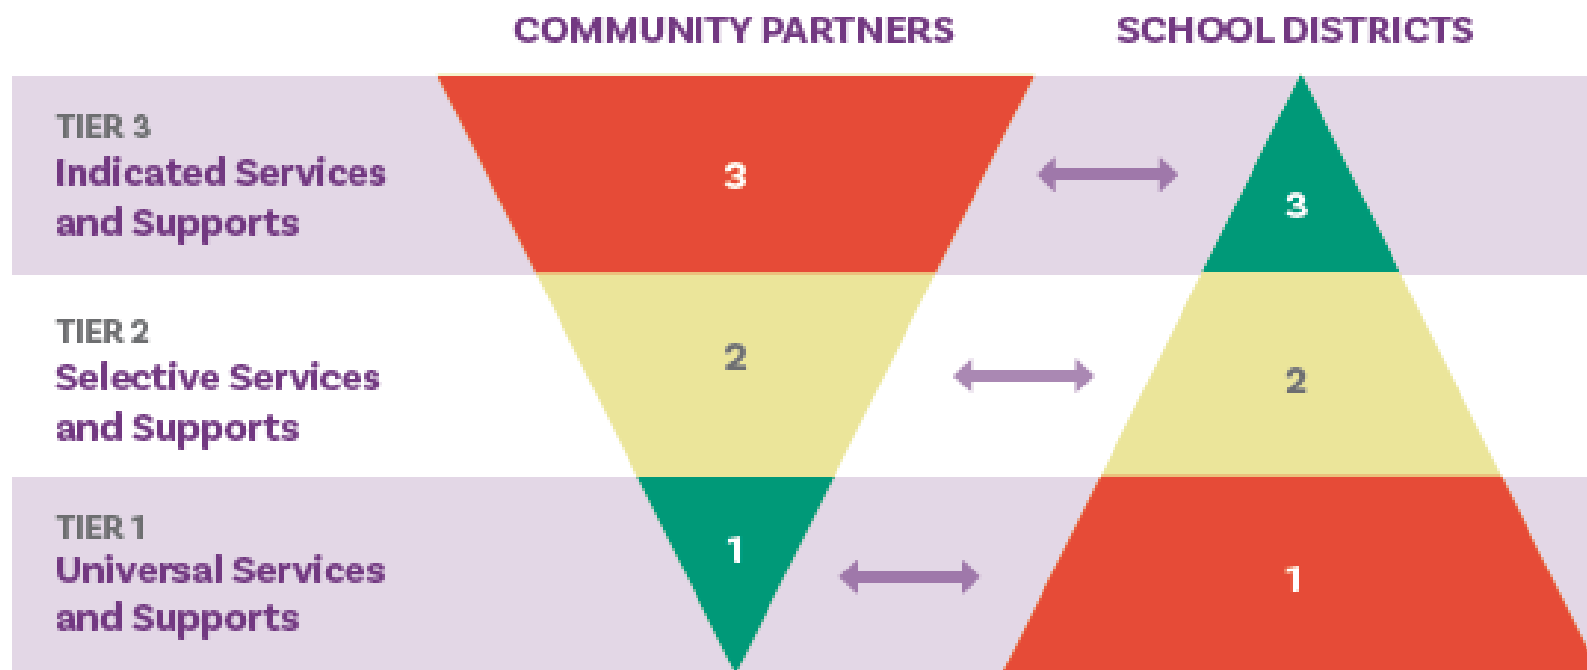 COMMUNITY PARTNERS
SCHOOL DISTRICTS
TIER 3
Indicated Services
and Supports
3
3
TIER 2
Selective Services
and Supports
2
2
TIER 1
Universal Services
and Supports
1
1